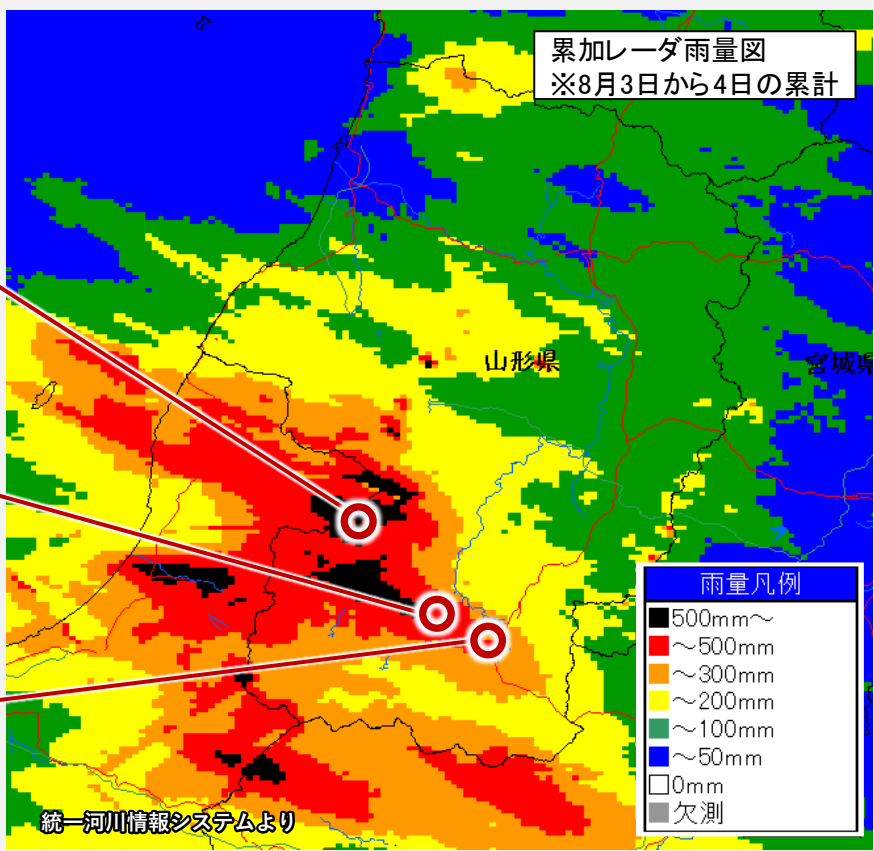 累加レーダ雨量図
※8月3日から4日の累計
山形県
宮城県
雨量凡例
500mm~
~500mm
~300mm
~200mm
~100mm
~50mm
0mm
欠測
統一河川情報システムより